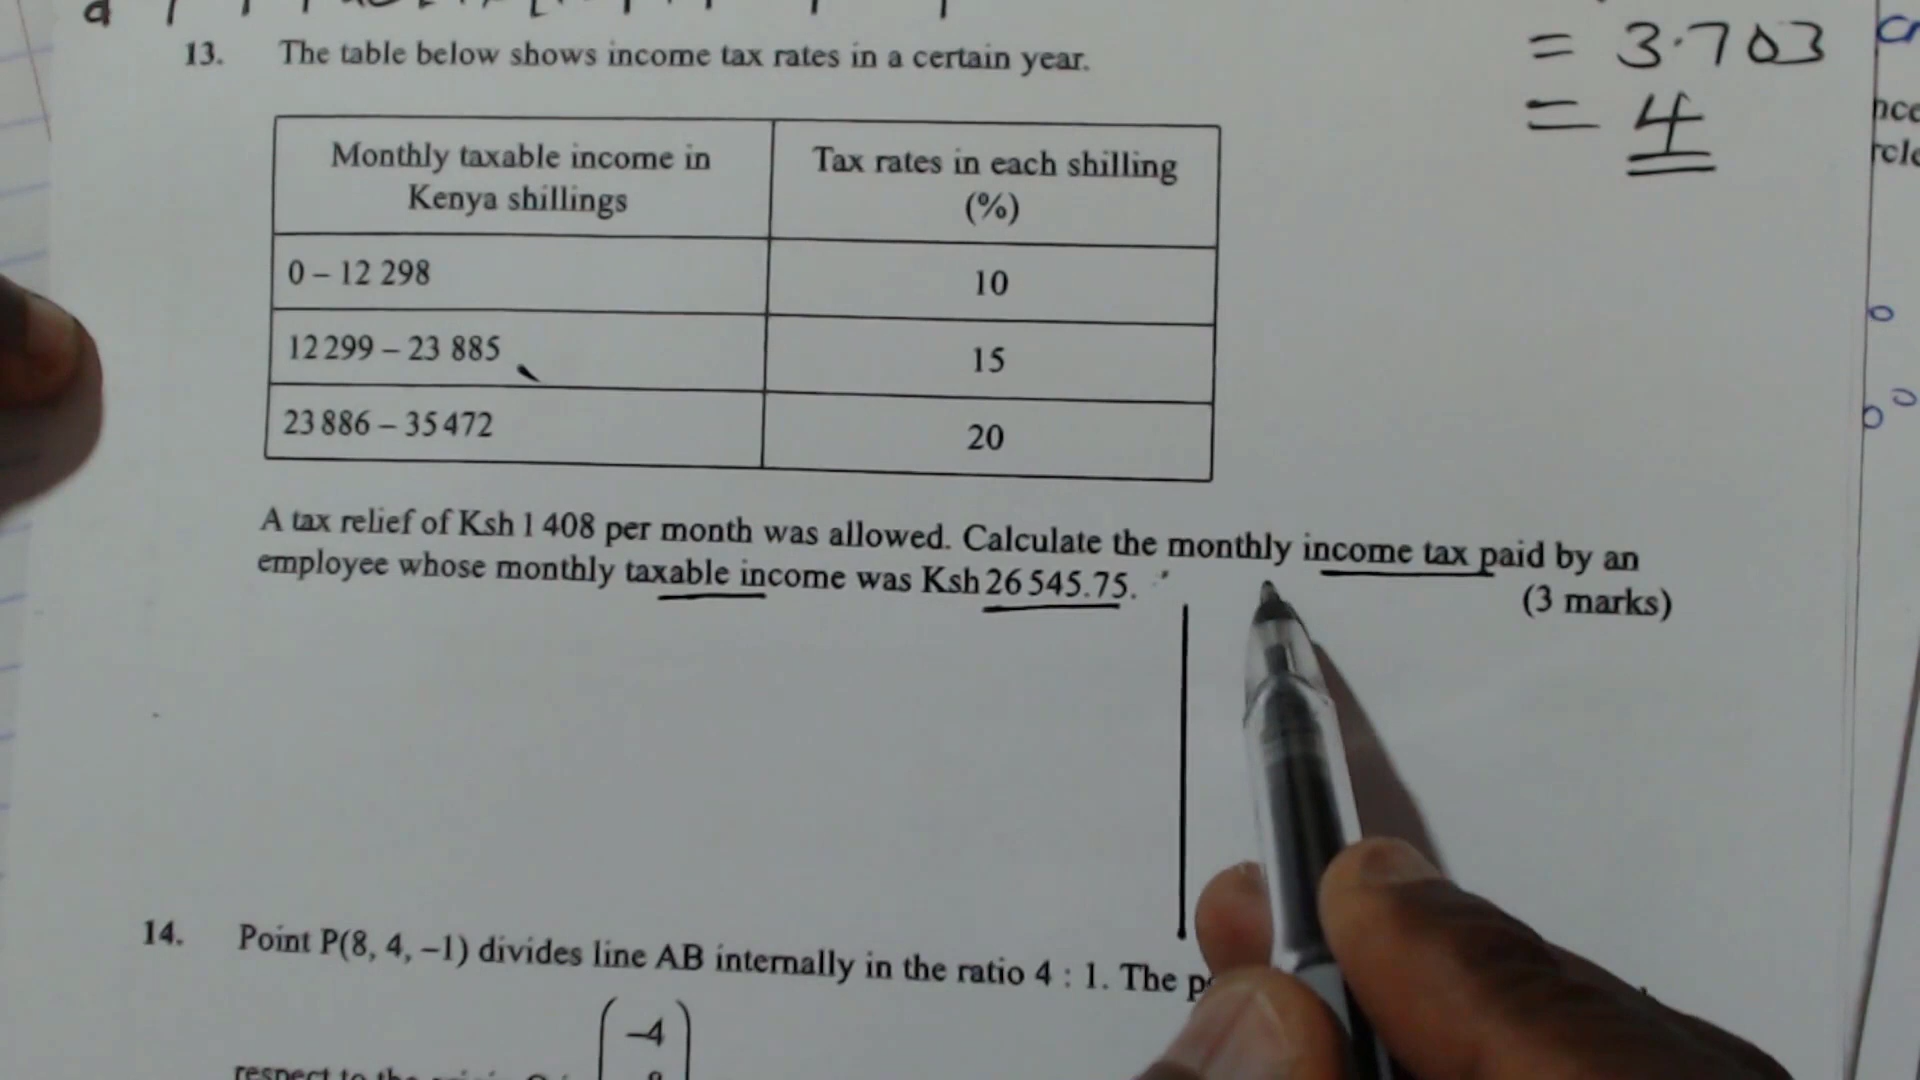 = 3.703
= 4
13. The table below shows income tax rates in a certain year.
Monthly taxable income in Kenya shillings
Tax rates in each shilling (%)
0 – 12 298
10
12 299 – 23 885
15
23 886 – 35 472
20
A tax relief of Ksh 1 408 per month was allowed. Calculate the monthly income tax paid by an
employee whose monthly taxable income was Ksh 26 545.75.
(3 marks)
14. Point P(8, 4, –1) divides line AB internally in the ratio 4 : 1. The
–4
respect to the